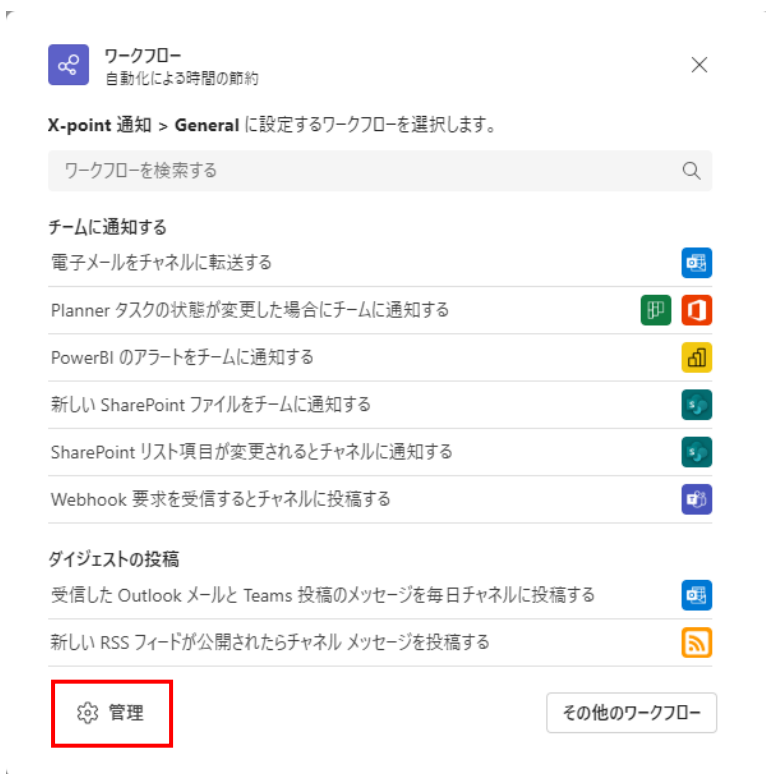 ワークフロー
自動化による時間の節約
X-point 通知 > General に設定するワークフローを選択します。
ワークフローを検索する
チームに通知する
電子メールをチャネルに転送する
Planner タスクの状態が変更した場合にチームに通知する
PowerBI のアラートをチームに通知する
新しい SharePoint ファイルをチームに通知する
SharePoint リスト項目が変更されるとチャネルに通知する
Webhook 要求を受信するとチャネルに投稿する
ダイジェストの投稿
受信した Outlook メールと Teams 投稿のメッセージを毎日チャネルに投稿する
新しい RSS フィードが公開されたらチャネル メッセージを投稿する
管理
その他のワークフロー